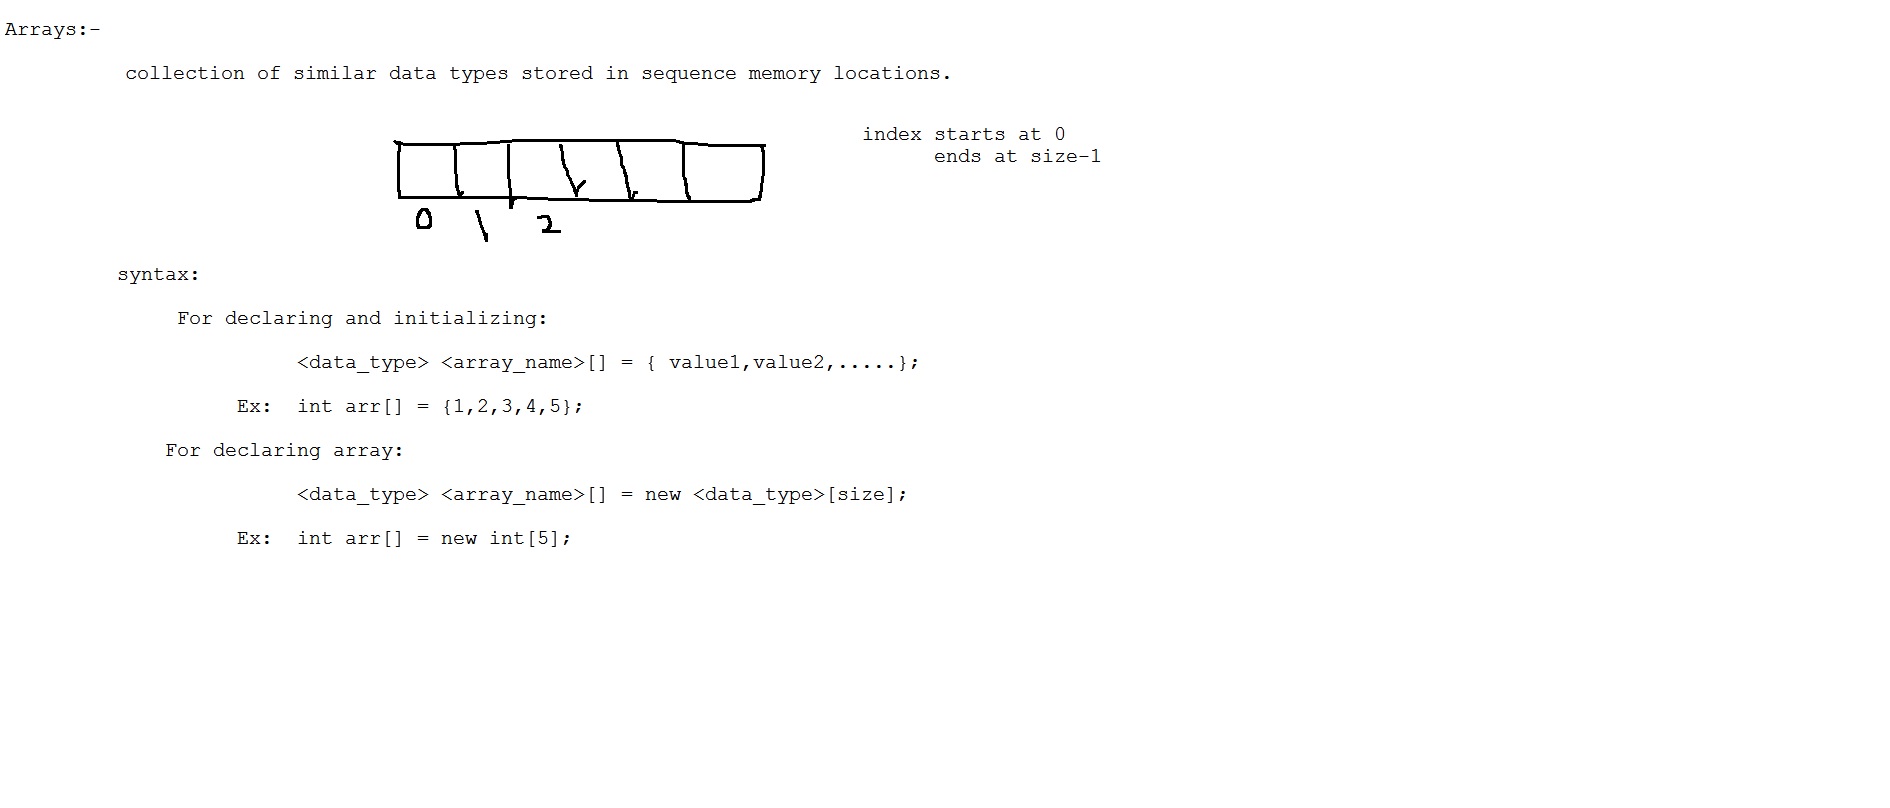 Arrays:-
collection of similar data types stored in sequence memory locations.
index starts at 0
ends at size-1
0 1 2
syntax:
For declaring and initializing:
<data_type> <array_name>[] = { value1,value2,.....};
Ex: int arr[] = {1,2,3,4,5};
For declaring array:
<data_type> <array_name>[] = new <data_type>[size];
Ex: int arr[] = new int[5];